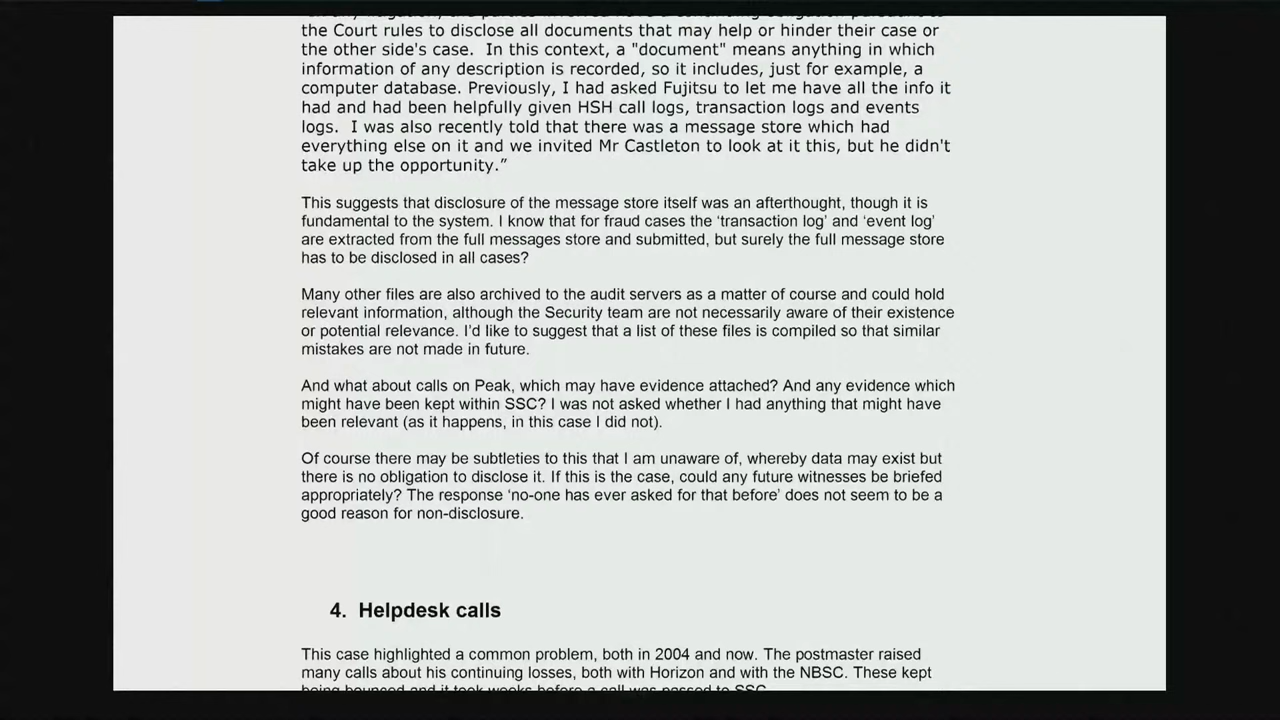 the Court rules to disclose all documents that may help or hinder their case or
the other side's case.  In this context, a "document" means anything in which
information of any description is recorded, so it includes, just for example, a
computer database. Previously, I had asked Fujitsu to let me have all the info it
had and had been helpfully given HSH call logs, transaction logs and events
logs.  I was also recently told that there was a message store which had
everything else on it and we invited Mr Castleton to look at it this, but he didn't
take up the opportunity.”
This suggests that disclosure of the message store itself was an afterthought, though it is
fundamental to the system. I know that for fraud cases the ‘transaction log’ and ‘event log’
are extracted from the full messages store and submitted, but surely the full message store
has to be disclosed in all cases?
Many other files are also archived to the audit servers as a matter of course and could hold
relevant information, although the Security team are not necessarily aware of their existence
or potential relevance. I’d like to suggest that a list of these files is compiled so that similar
mistakes are not made in future.
And what about calls on Peak, which may have evidence attached? And any evidence which
might have been kept within SSC? I was not asked whether I had anything that might have
been relevant (as it happens, in this case I did not).
Of course there may be subtleties to this that I am unaware of, whereby data may exist but
there is no obligation to disclose it. If this is the case, could any future witnesses be briefed
appropriately? The response ‘no-one has ever asked for that before’ does not seem to be a
good reason for non-disclosure.
4.  Helpdesk calls
This case highlighted a common problem, both in 2004 and now. The postmaster raised
many calls about his continuing losses, both with Horizon and with the NBSC. These kept
being bounced and it took weeks before a call was passed to SSC.